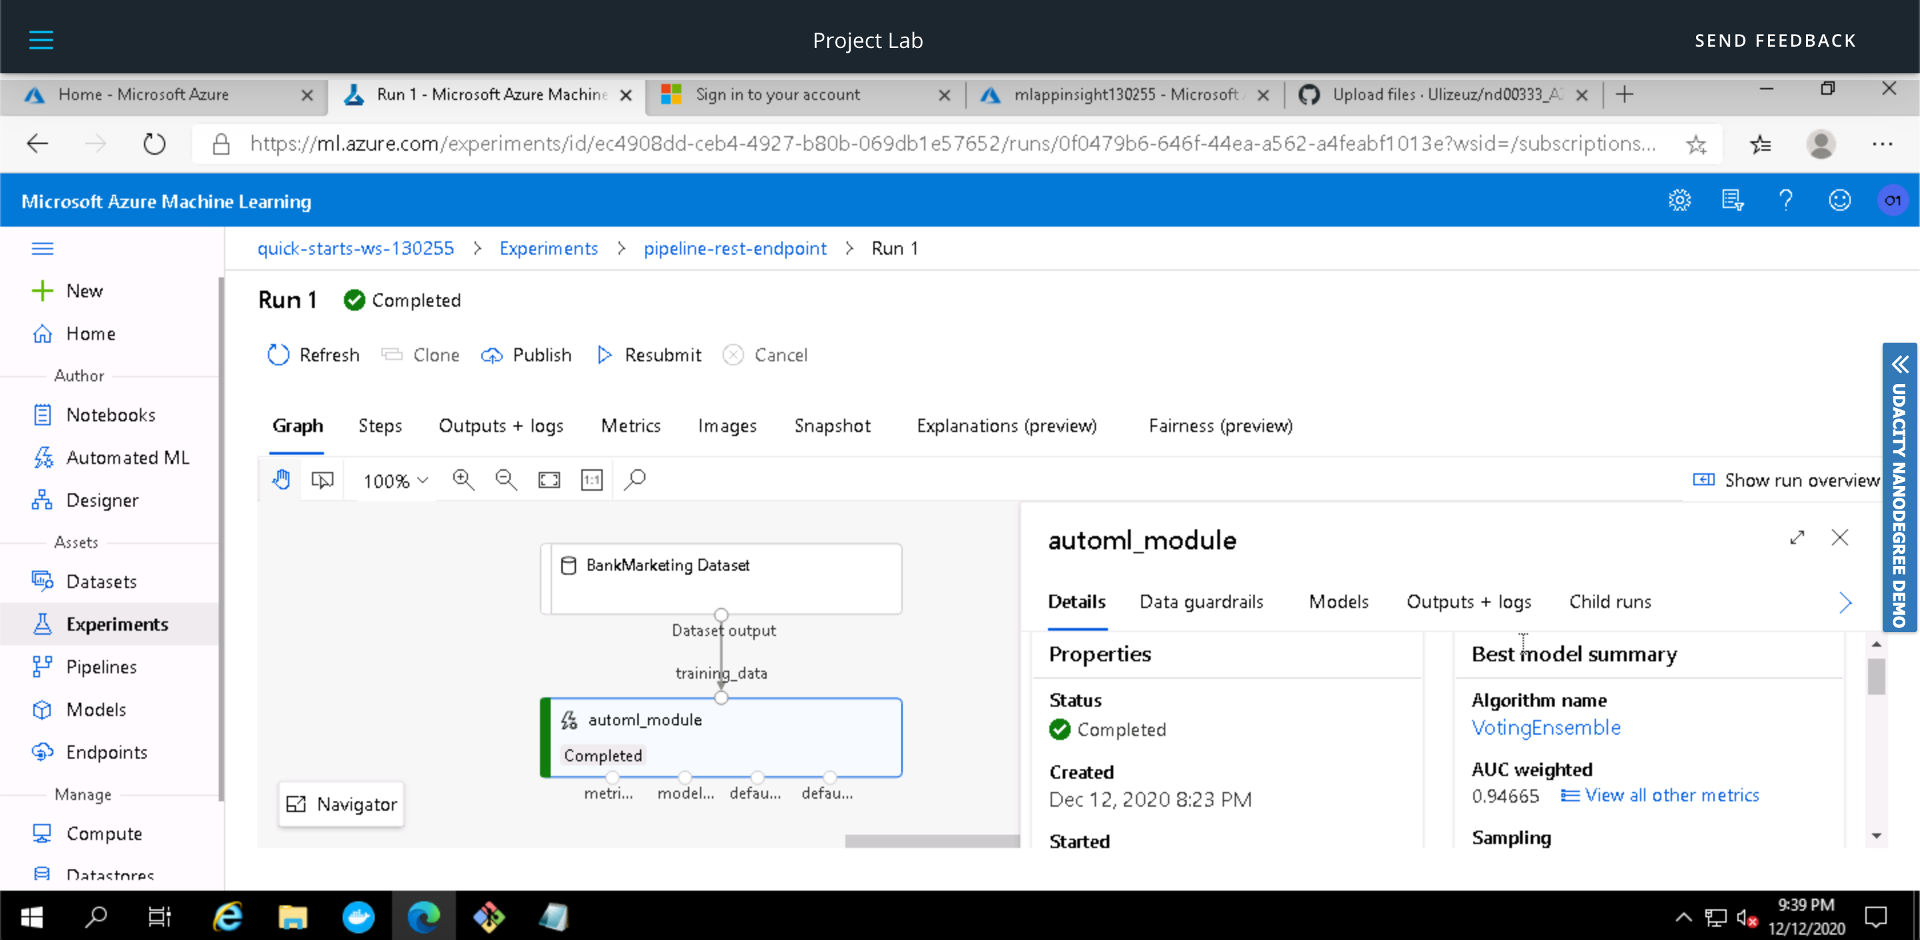 Project Lab
SEND FEEDBACK
Home - Microsoft Azure
Run 1 - Microsoft Azure Machine
Sign in to your account
mlappinsight130255 - Microsoft
Upload files · Ulizeuz/nd00333_A
https://ml.azure.com/experiments/id/ec4908dd-ceb4-4927-b80b-069db1e57652/runs/0f0479b6-646f-44ea-a562-a4feabf1013e?wsid=/subscriptions...
Microsoft Azure Machine Learning
01
quick-starts-ws-130255 > Experiments > pipeline-rest-endpoint > Run 1
New
Home
Author
Notebooks
Automated ML
Designer
Assets
Datasets
Experiments
Pipelines
Models
Endpoints
Manage
Compute
Datastores
Run 1
Completed
Refresh
Clone
Publish
Resubmit
Cancel
Graph
Steps
Outputs + logs
Metrics
Images
Snapshot
Explanations (preview)
Fairness (preview)
100%
1:1
Show run overview
BankMarketing Dataset
Dataset output
training_data
automl_module
Completed
metri...
model...
defau...
defau...
Navigator
automl_module
Details
Data guardrails
Models
Outputs + logs
Child runs
Properties
Status
Completed
Created
Dec 12, 2020 8:23 PM
Started
Best model summary
Algorithm name
VotingEnsemble
AUC weighted
0.94665
View all other metrics
Sampling
UDACITY NANODEGREE DEMO
9:39 PM
12/12/2020